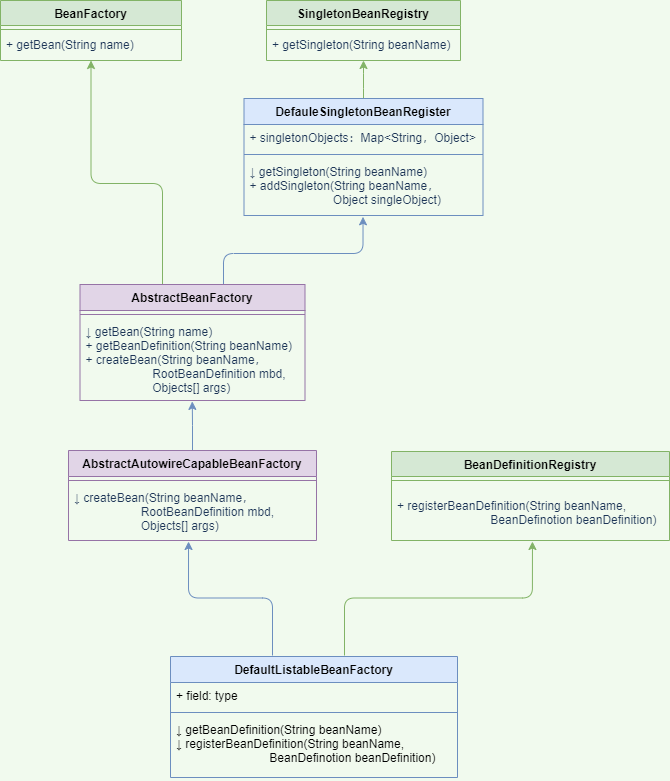 BeanFactory
+ getBean(String name)
SingletonBeanRegistry
+ getSingleton(String beanName)
DefauleSingletonBeanRegister
+ singletonObjects：Map<String，Object>
↓ getSingleton(String beanName)
+ addSingleton(String beanName，
Object singleObject)
AbstractBeanFactory
↓ getBean(String name)
+ getBeanDefinition(String beanName)
+ createBean(String beanName，
RootBeanDefinition mbd,
Objects[] args)
AbstractAutowireCapableBeanFactory
↓ createBean(String beanName，
RootBeanDefinition mbd,
Objects[] args)
BeanDefinitionRegistry
+ registerBeanDefinition(String beanName,
BeanDefinotion beanDefinition)
DefaultListableBeanFactory
+ field: type
↓ getBeanDefinition(String beanName)
↓ registerBeanDefinition(String beanName,
BeanDefinotion beanDefinition)